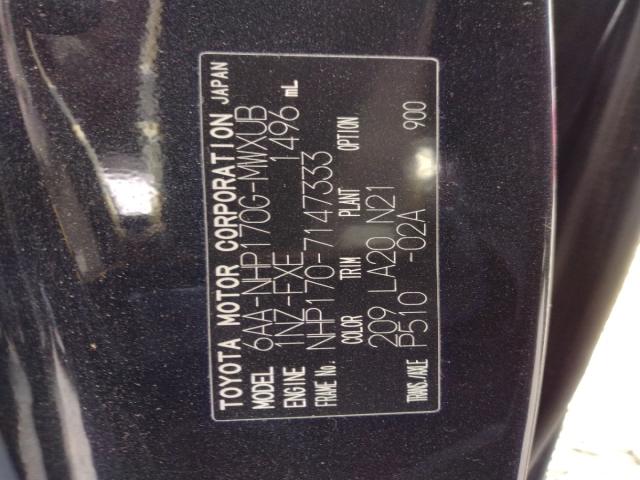 TOYOTA MOTOR CORPORATION JAPAN
MODEL 6AA-NHP170G-MWXUB
ENGINE 1NZ-FXE 1496 mL
FRAME No. NHP170-7147333
COLOR TRIM PLANT OPTION
209 LA20 N21
TRANS./AXLE P510 -02A 900